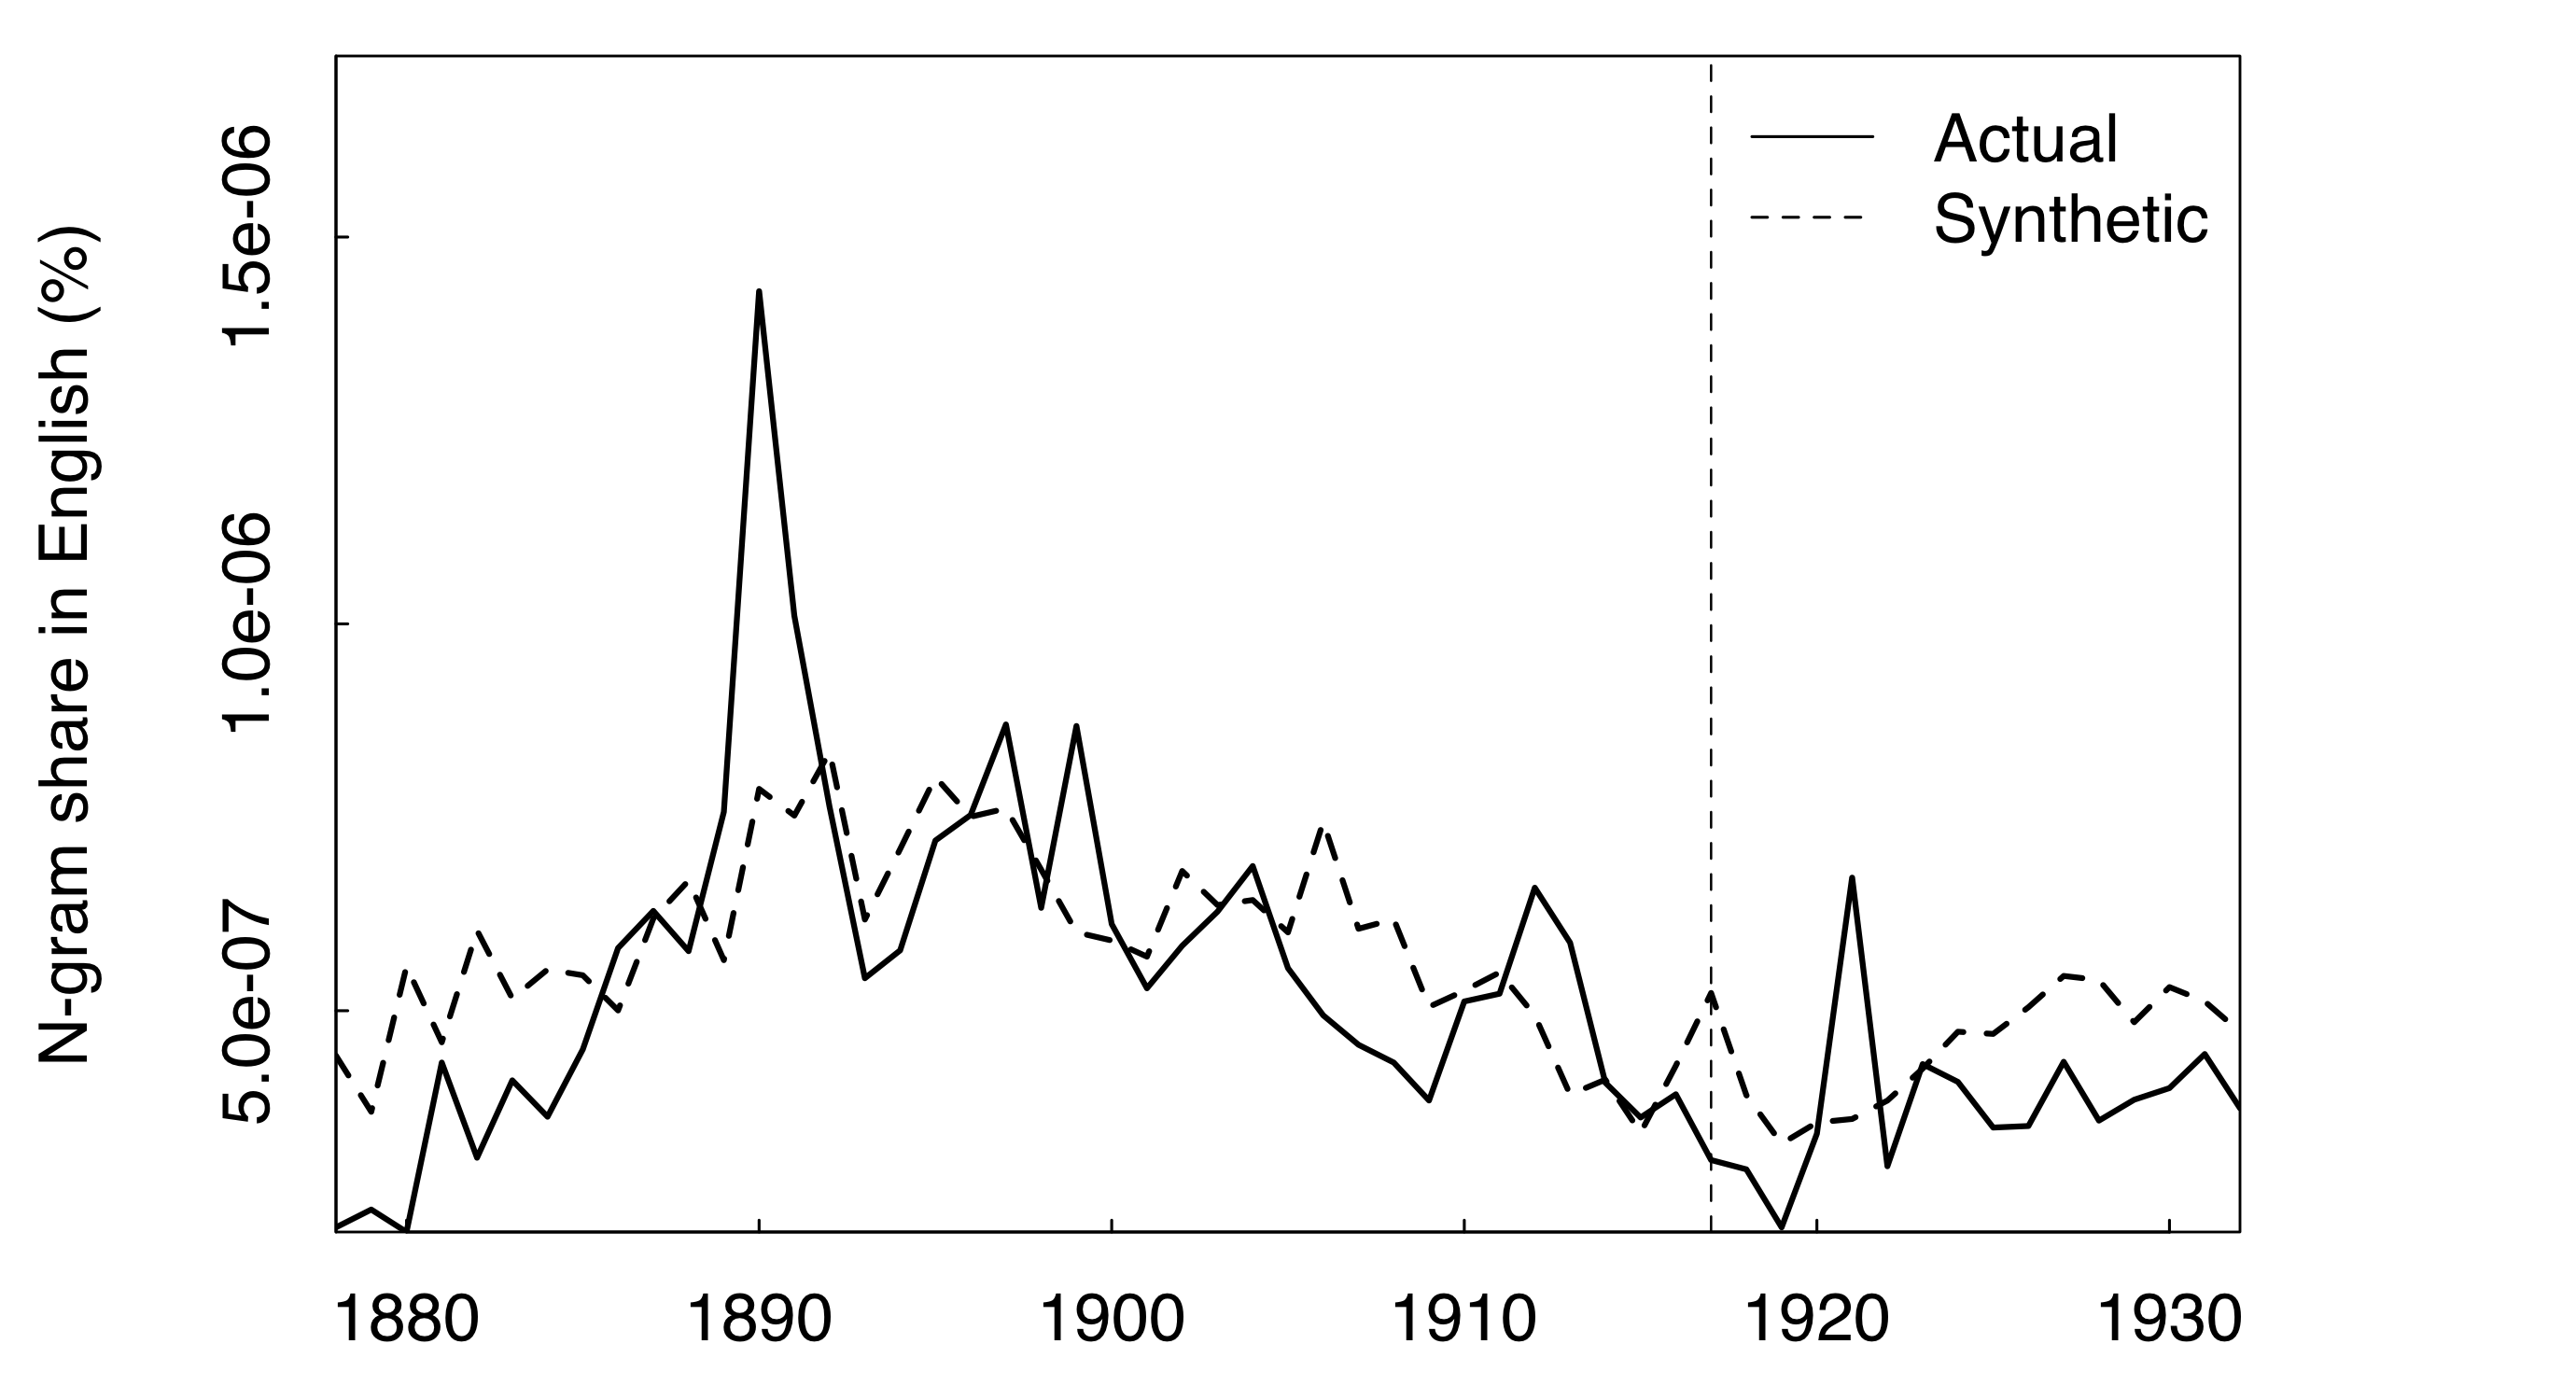 N-gram share in English (%)
1.5e-06
1.0e-06
5.0e-07
Actual
Synthetic
1880 1890 1900 1910 1920 1930